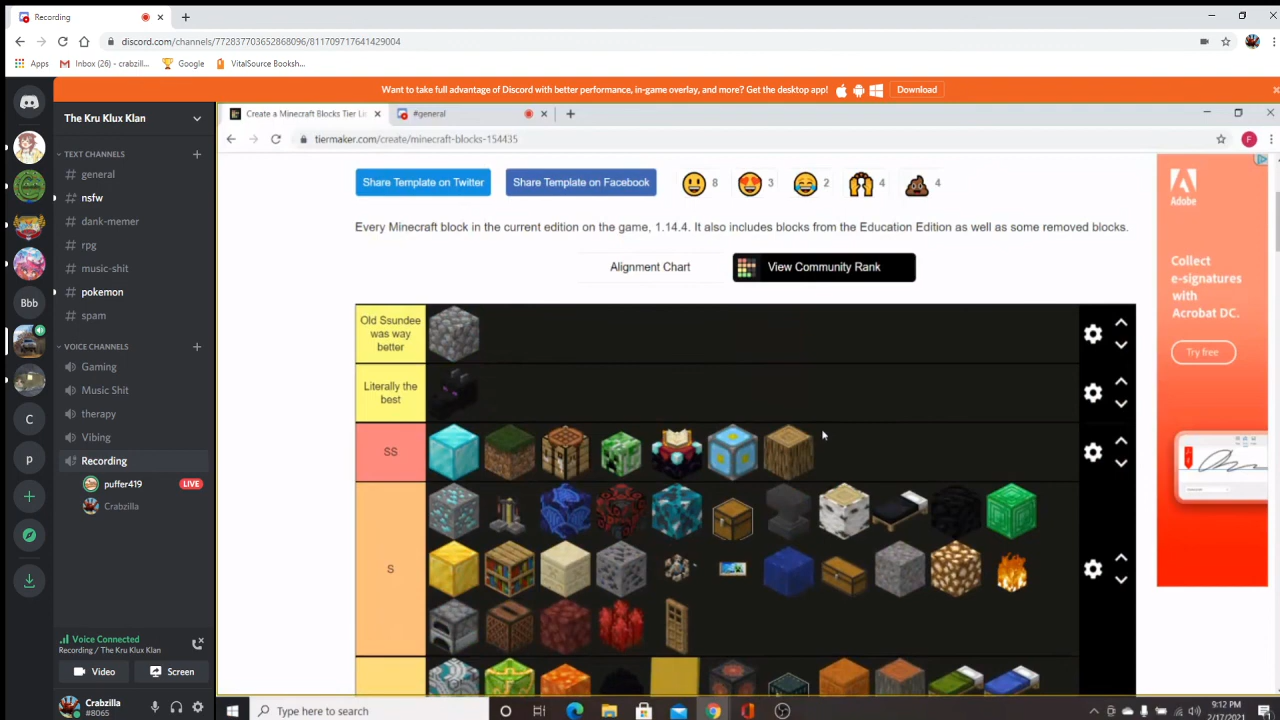 Recording
discord.com/channels/772837703652868096/811097717641429004
Apps
Inbox (26) - crabzill...
Google
VitalSource Booksh...
Want to take full advantage of Discord with better performance, in-game overlay, and more? Get the desktop app!
Download
The Kru Klux Klan
TEXT CHANNELS
general
nsfw
dank-memer
rpg
music-shit
pokemon
spam
VOICE CHANNELS
Gaming
Music Shit
therapy
Vibing
Recording
puffer419 LIVE
Crabzilla
Bbb
C
p
Voice Connected
Recording / The Kru Klux Klan
Video
Screen
Crabzilla
#8065
Create a Minecraft Blocks Tier Li
#general
tiermaker.com/create/minecraft-blocks-154435
F
Share Template on Twitter
Share Template on Facebook
8
3
2
4
4
Every Minecraft block in the current edition on the game, 1.14.4. It also includes blocks from the Education Edition as well as some removed blocks.
Alignment Chart
View Community Rank
Old Ssundee
was way
better
Literally the
best
SS
S
Adobe
Collect
e-signatures
with
Acrobat DC.
Try free
Type here to search
9:12 PM
2/17/2021